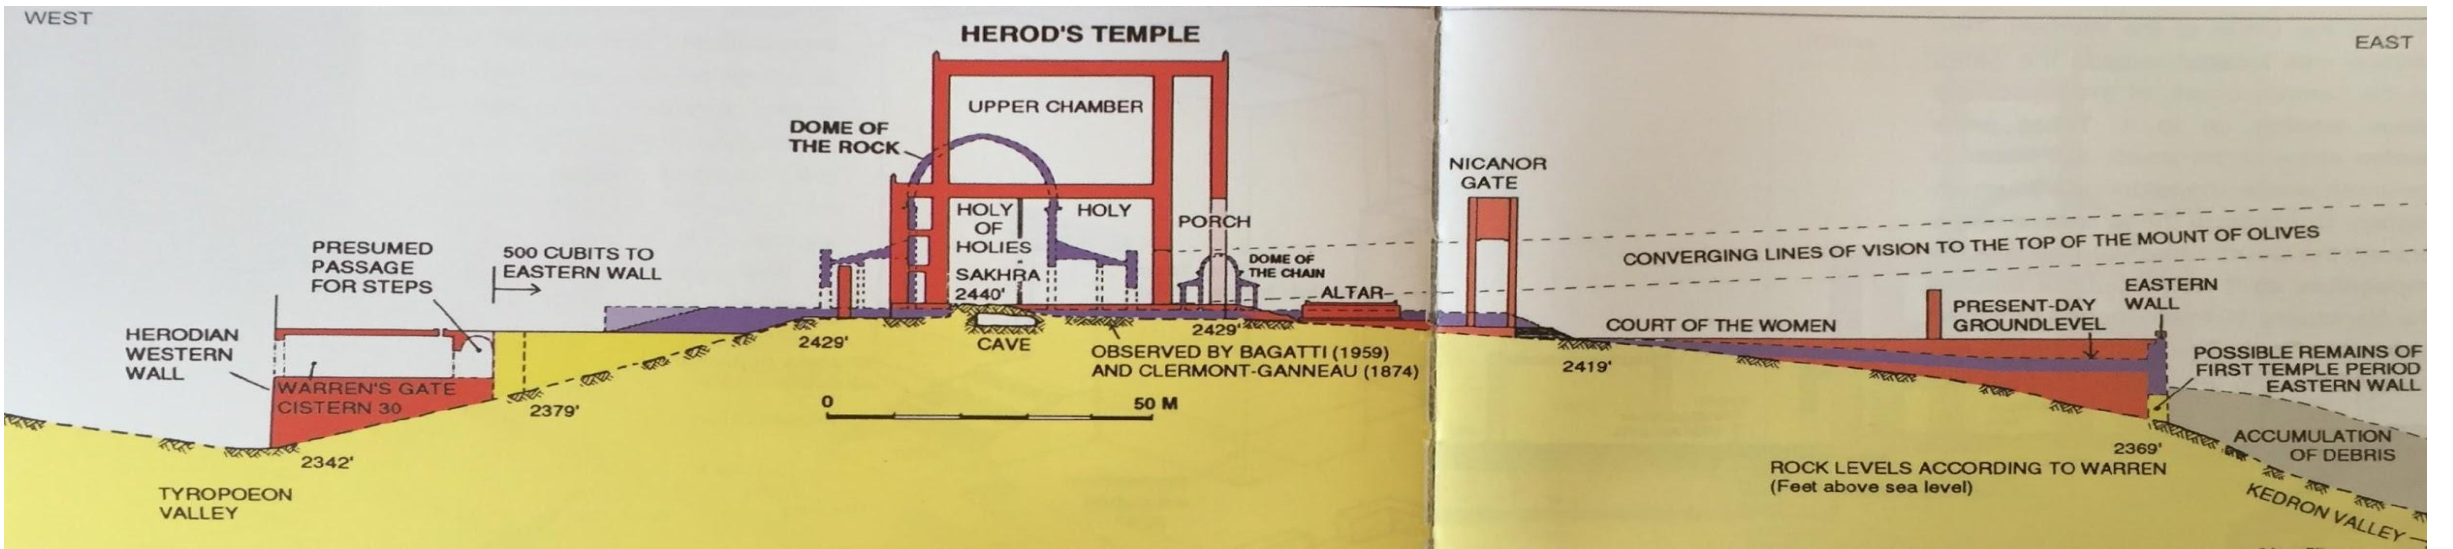 WEST
HEROD'S TEMPLE
EAST
UPPER CHAMBER
DOME OF
THE ROCK
NICANOR
GATE
HOLY
OF
HOLIES
HOLY
PORCH
SAKHRA
2440'
DOME OF
THE CHAIN
ALTAR
PRESUMED
PASSAGE
FOR STEPS
500 CUBITS TO
EASTERN WALL
CONVERGING LINES OF VISION TO THE TOP OF THE MOUNT OF OLIVES
HERODIAN
WESTERN
WALL
WARREN'S GATE
CISTERN 30
2342'
TYROPOEON
VALLEY
2379'
2429'
CAVE
2429'
OBSERVED BY BAGATTI (1959)
AND CLERMONT-GANNEAU (1874)
0 50 M
2419'
COURT OF THE WOMEN
PRESENT-DAY
GROUNDLEVEL
EASTERN
WALL
POSSIBLE REMAINS OF
FIRST TEMPLE PERIOD
EASTERN WALL
2369'
ACCUMULATION
OF DEBRIS
ROCK LEVELS ACCORDING TO WARREN
(Feet above sea level)
KEDRON VALLEY